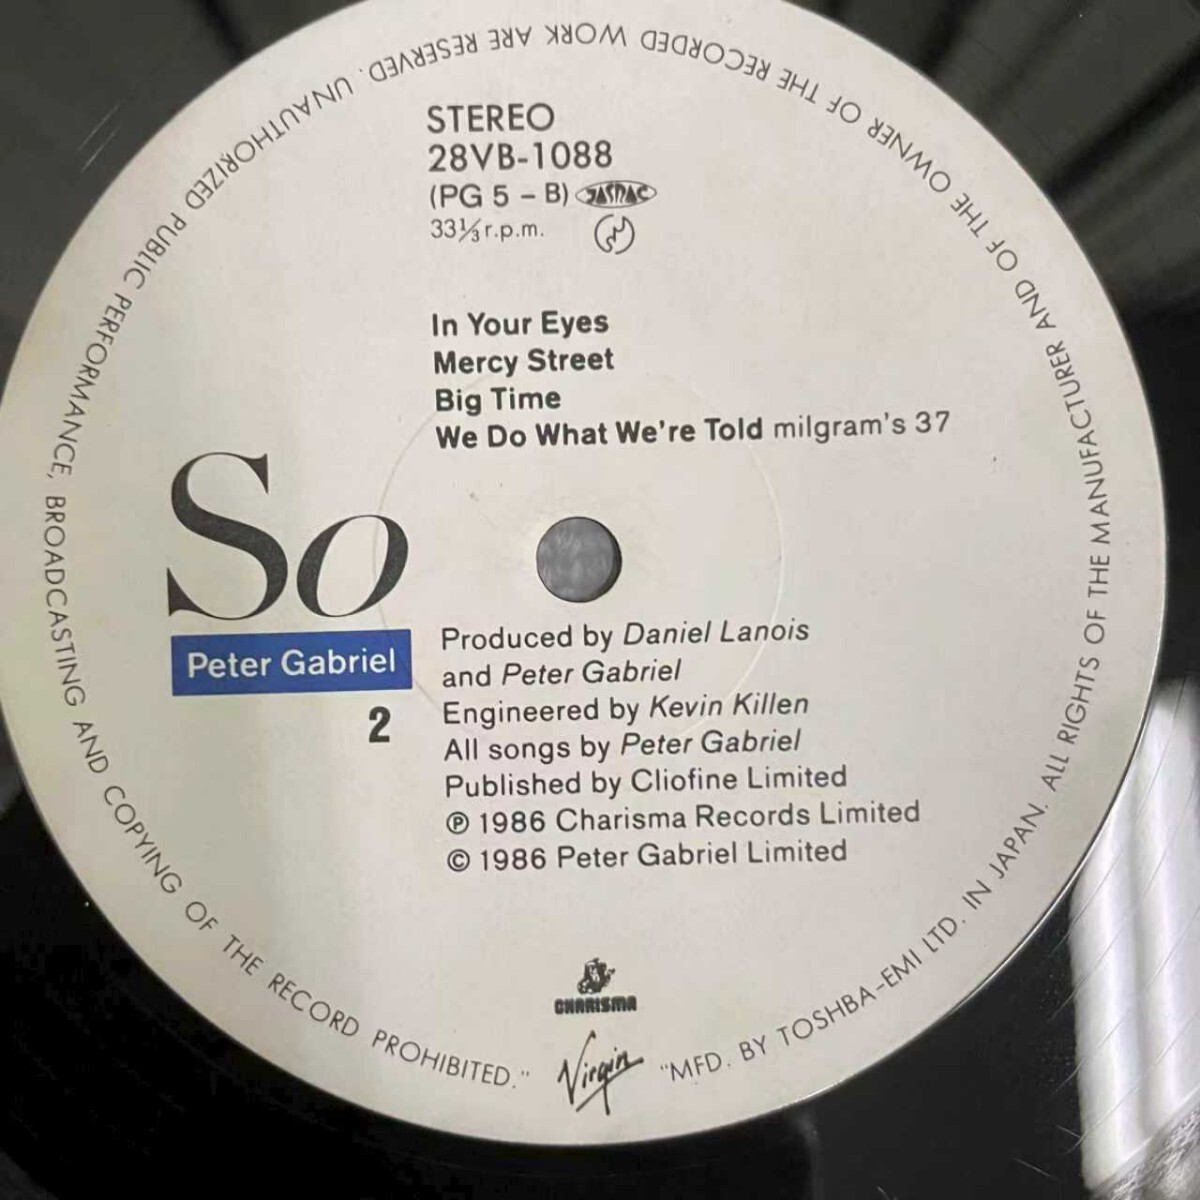 STEREO
28VB-1088
(PG 5 – B) JASRAC
33⅓ r.p.m.
In Your Eyes
Mercy Street
Big Time
We Do What We're Told milgram's 37
So
Peter Gabriel
2
Produced by Daniel Lanois
and Peter Gabriel
Engineered by Kevin Killen
All songs by Peter Gabriel
Published by Cliofine Limited
℗ 1986 Charisma Records Limited
© 1986 Peter Gabriel Limited
CHARISMA
Virgin
"MFD. BY TOSHBA-EMI LTD. IN JAPAN. ALL RIGHTS OF THE MANUFACTURER AND OF THE OWNER OF THE RECORDED WORK ARE RESERVED. UNAUTHORIZED PUBLIC PERFORMANCE, BROADCASTING AND COPYING OF THE RECORD PROHIBITED."